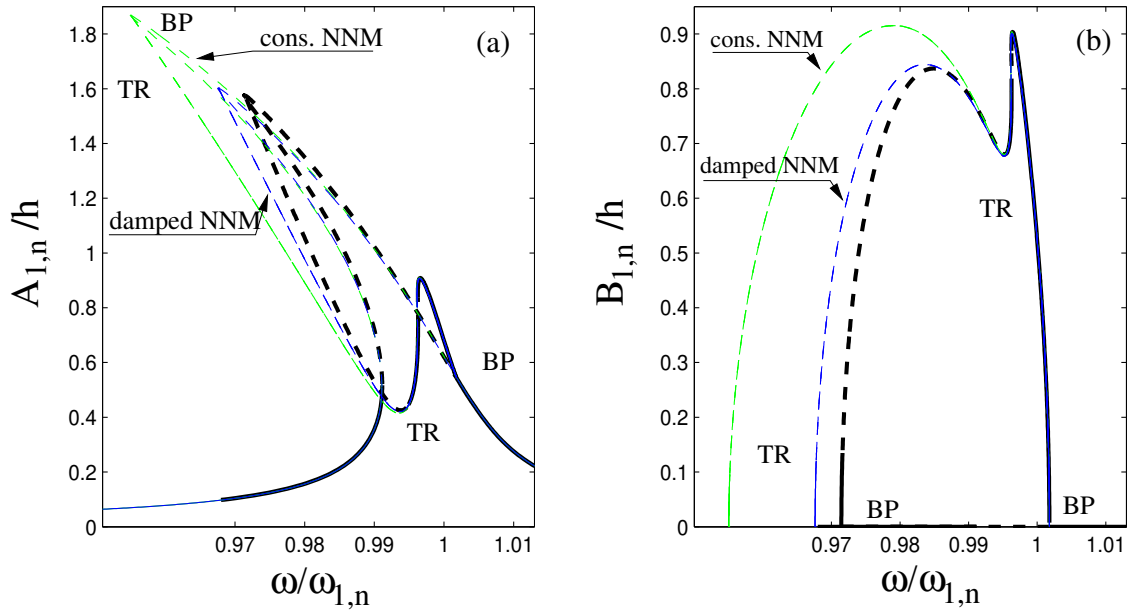 BP
(a)
cons. NNM
TR
damped NNM
BP
TR
1.8
1.6
1.4
1.2
1
0.8
0.6
0.4
0.2
0
A1,n/h
0.97 0.98 0.99 1 1.01
ω/ω1,n
(b)
cons. NNM
damped NNM
TR
TR
BP
BP
0.9
0.8
0.7
0.6
0.5
0.4
0.3
0.2
0.1
0
B1,n/h
0.97 0.98 0.99 1 1.01
ω/ω1,n